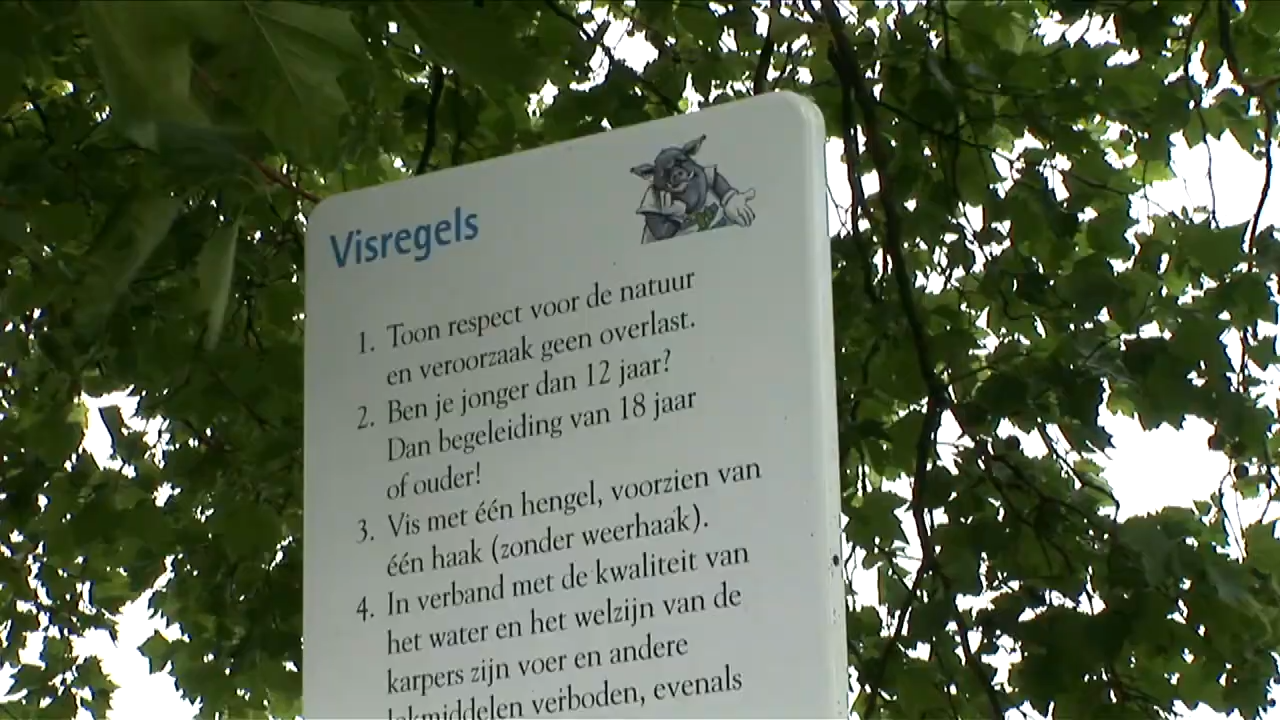 Visregels
1. Toon respect voor de natuur
en veroorzaak geen overlast.
2. Ben je jonger dan 12 jaar?
Dan begeleiding van 18 jaar
of ouder!
3. Vis met één hengel, voorzien van
één haak (zonder weerhaak).
4. In verband met de kwaliteit van
het water en het welzijn van de
karpers zijn voer en andere
lokmiddelen verboden, evenals